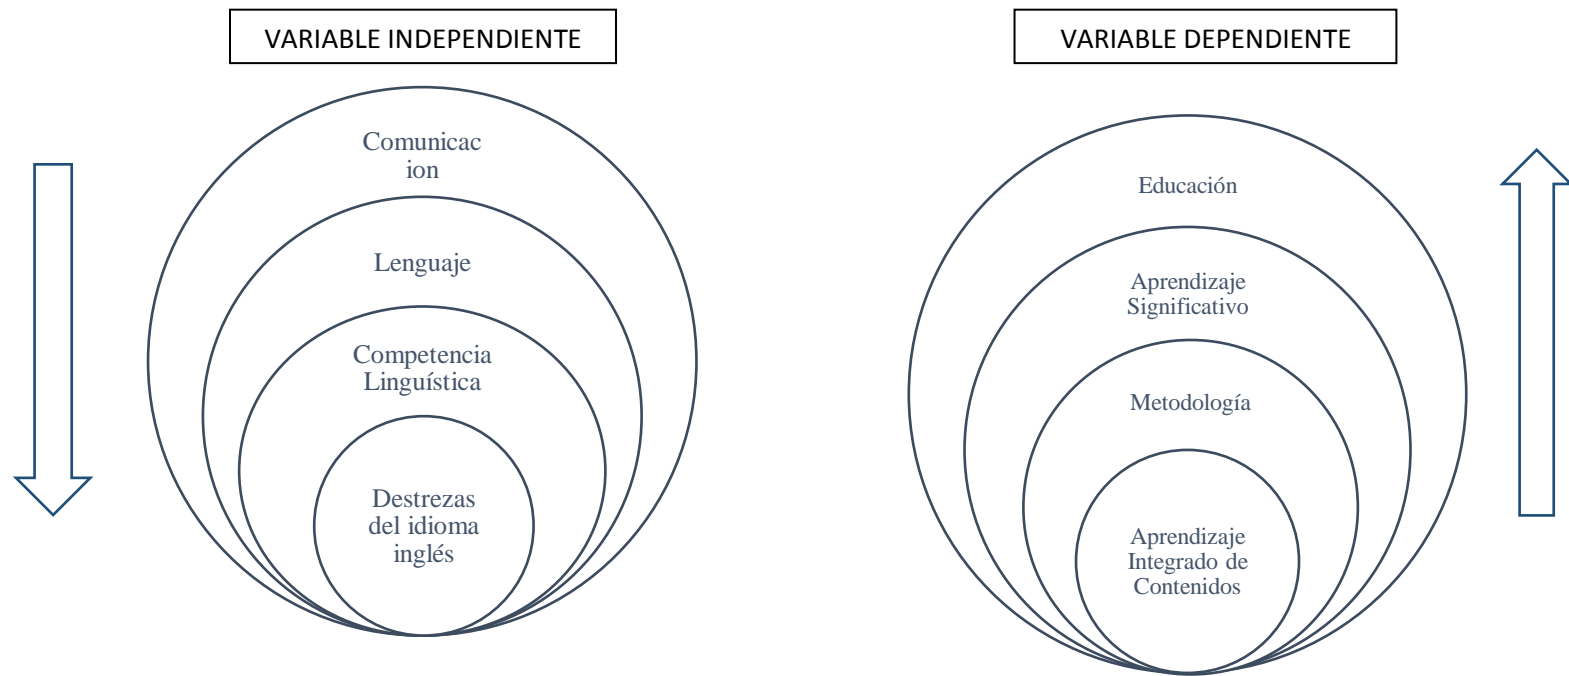 VARIABLE INDEPENDIENTE
Comunicac
ion
Lenguaje
Competencia
Linguística
Destrezas
del idioma
inglés
VARIABLE DEPENDIENTE
Educación
Aprendizaje
Significativo
Metodología
Aprendizaje
Integrado de
Contenidos